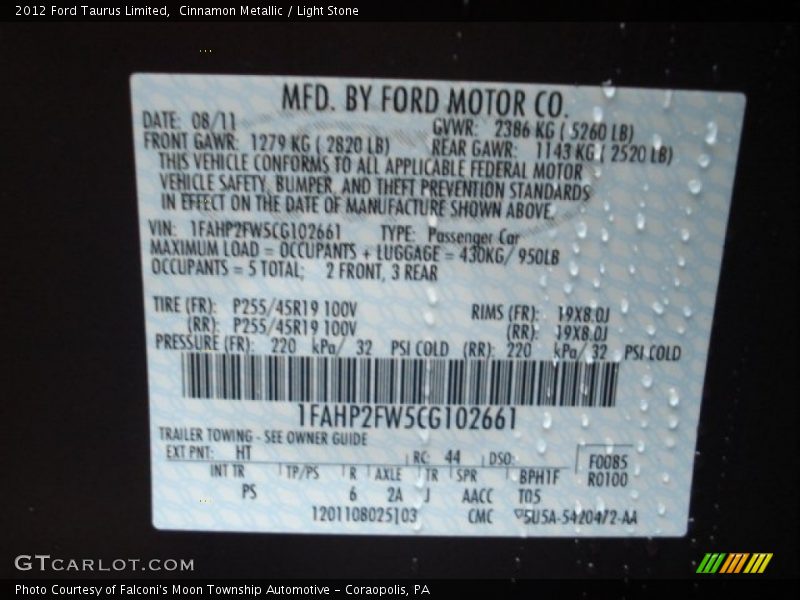 2012 Ford Taurus Limited,  Cinnamon Metallic / Light Stone
MFD. BY FORD MOTOR CO.
DATE: 08/11 GVWR: 2386 KG ( 5260 LB)
FRONT GAWR: 1279 KG ( 2820 LB) REAR GAWR: 1143 KG ( 2520 LB)
THIS VEHICLE CONFORMS TO ALL APPLICABLE FEDERAL MOTOR
VEHICLE SAFETY, BUMPER, AND THEFT PREVENTION STANDARDS
IN EFFECT ON THE DATE OF MANUFACTURE SHOWN ABOVE.
VIN: 1FAHP2FW5CG102661 TYPE: Passenger Car
MAXIMUM LOAD = OCCUPANTS + LUGGAGE = 430KG/ 950LB
OCCUPANTS = 5 TOTAL; 2 FRONT, 3 REAR
TIRE (FR): P255/45R19 100V RIMS (FR): 19X8.0J
(RR): P255/45R19 100V (RR): 19X8.0J
PRESSURE (FR): 220 kPa/ 32 PSI COLD (RR): 220 kPa/ 32 PSI COLD
1FAHP2FW5CG102661
TRAILER TOWING - SEE OWNER GUIDE
EXT PNT: HT RC: 44 DSO: F0085
INT TR TP/PS R AXLE TR SPR BPH1F R0100
PS 6 2A J AACC T05
1201108025103 CMC 5U5A-5420472-AA
GTCARLOT.COM
Photo Courtesy of Falconi's Moon Township Automotive - Coraopolis, PA